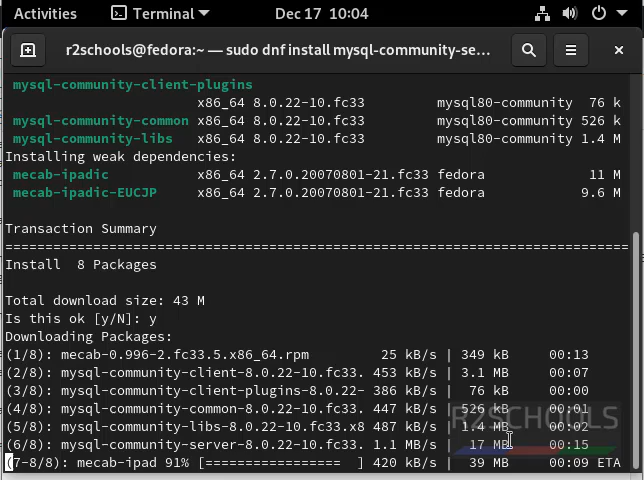 Activities Terminal Dec 17 10:04
r2schools@fedora:~ — sudo dnf install mysql-community-se...
mysql-community-client-plugins
x86_64 8.0.22-10.fc33 mysql80-community 76 k
mysql-community-common x86_64 8.0.22-10.fc33 mysql80-community 526 k
mysql-community-libs x86_64 8.0.22-10.fc33 mysql80-community 1.4 M
Installing weak dependencies:
mecab-ipadic x86_64 2.7.0.20070801-21.fc33 fedora 11 M
mecab-ipadic-EUCJP x86_64 2.7.0.20070801-21.fc33 fedora 9.6 M
Transaction Summary
================================================================================
Install 8 Packages
Total download size: 43 M
Is this ok [y/N]: y
Downloading Packages:
(1/8): mecab-0.996-2.fc33.5.x86_64.rpm 25 kB/s | 349 kB 00:13
(2/8): mysql-community-client-8.0.22-10.fc33. 453 kB/s | 3.1 MB 00:07
(3/8): mysql-community-client-plugins-8.0.22- 386 kB/s | 76 kB 00:00
(4/8): mysql-community-common-8.0.22-10.fc33. 447 kB/s | 526 kB 00:01
(5/8): mysql-community-libs-8.0.22-10.fc33.x8 487 kB/s | 1.4 MB 00:02
(6/8): mysql-community-server-8.0.22-10.fc33. 1.1 MB/s | 17 MB 00:15
(7-8/8): mecab-ipad 91% [================= ] 420 kB/s | 39 MB 00:09 ETA
R2SCHOOLS